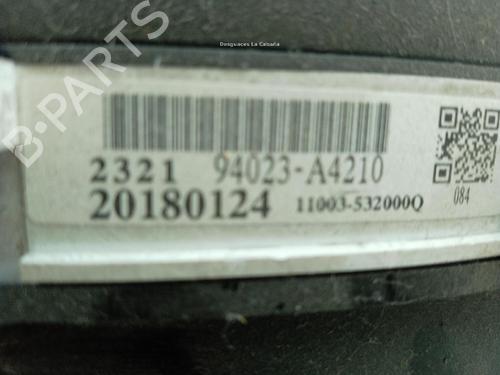 Desguaces La Cabaña
B-PARTS
2321 94023-A4210
20180124 11003-532000Q
084